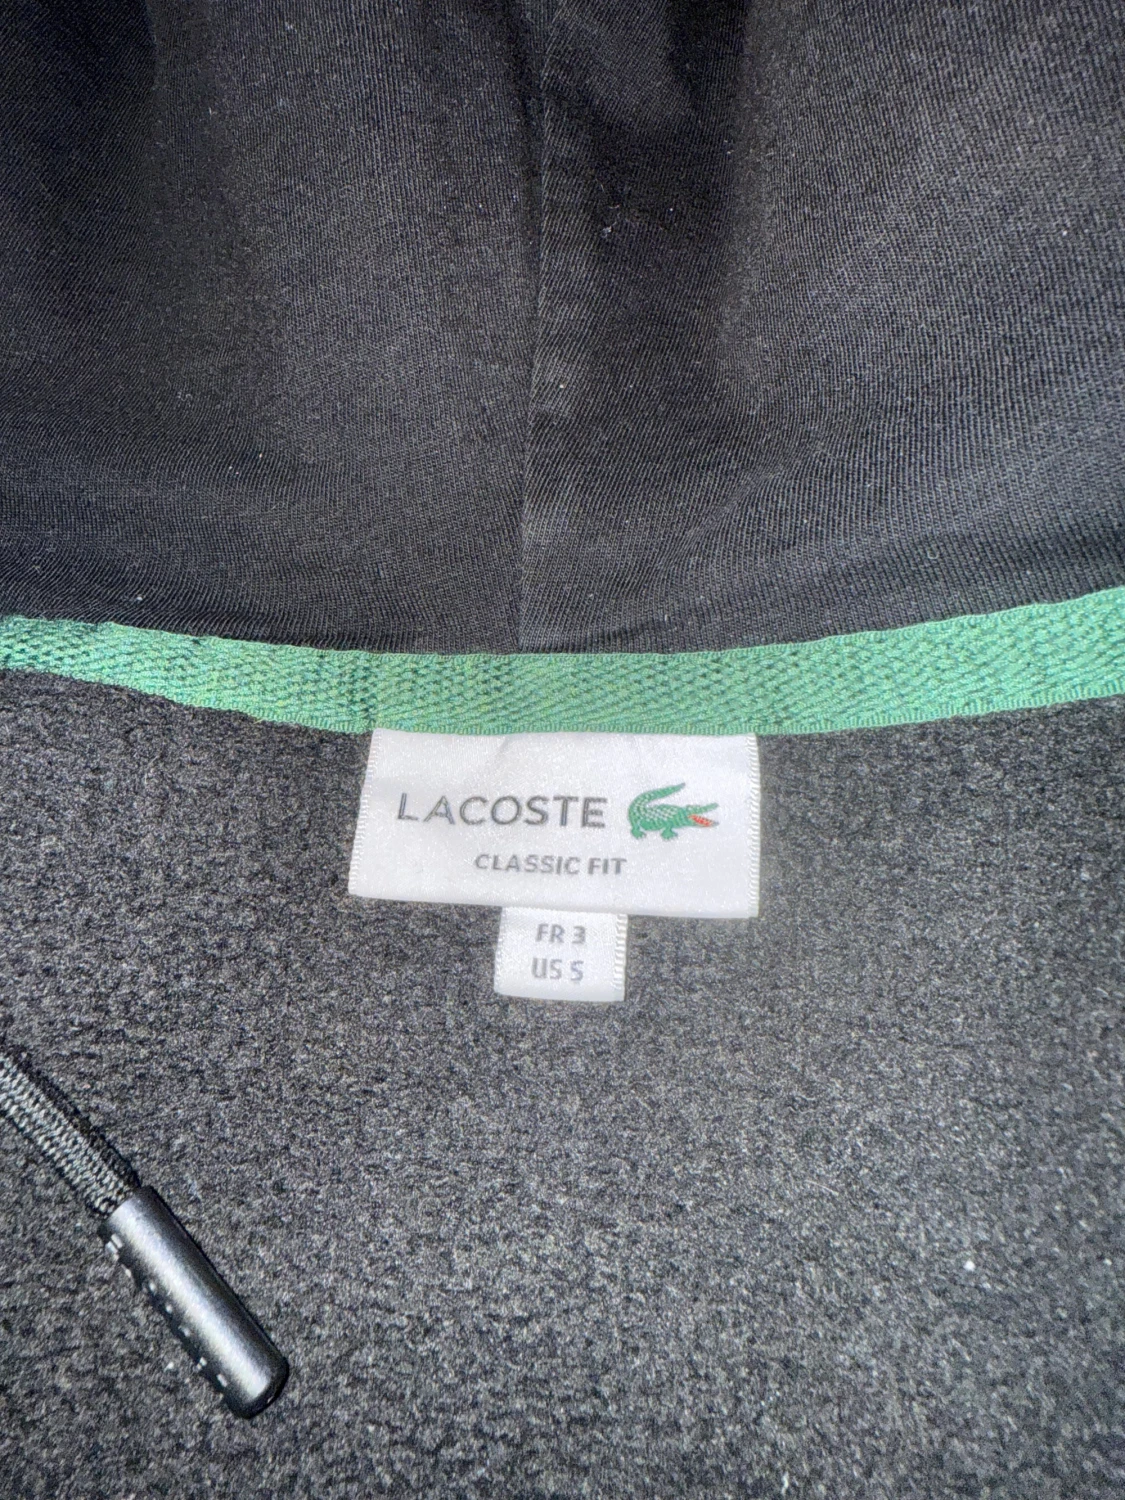 LACOSTE
CLASSIC FIT
FR 3
US S